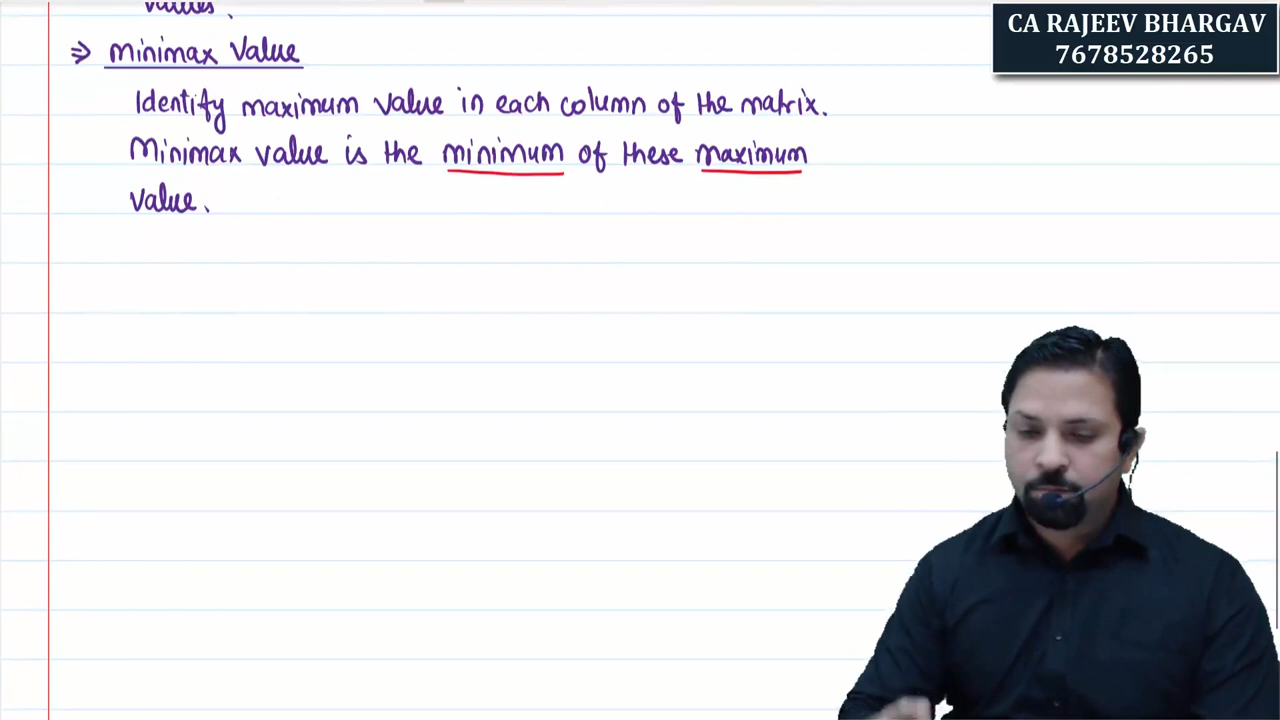 values.
⇒ Minimax Value
Identify maximum value in each column of the matrix.
Minimax value is the minimum of these maximum
value.
CA RAJEEV BHARGAV
7678528265